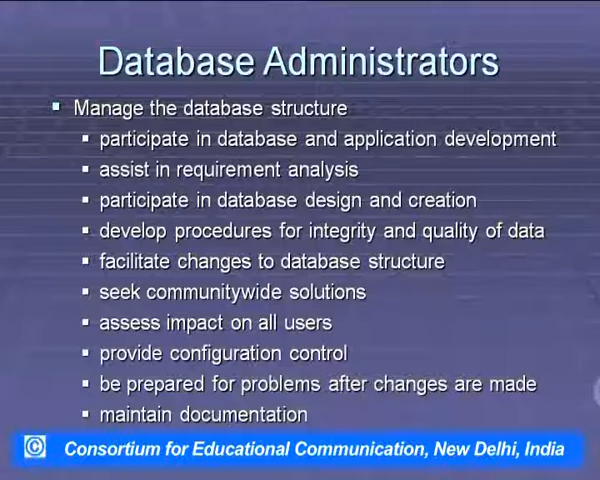 Database Administrators
Manage the database structure
participate in database and application development
assist in requirement analysis
participate in database design and creation
develop procedures for integrity and quality of data
facilitate changes to database structure
seek communitywide solutions
assess impact on all users
provide configuration control
be prepared for problems after changes are made
maintain documentation
© Consortium for Educational Communication, New Delhi, India